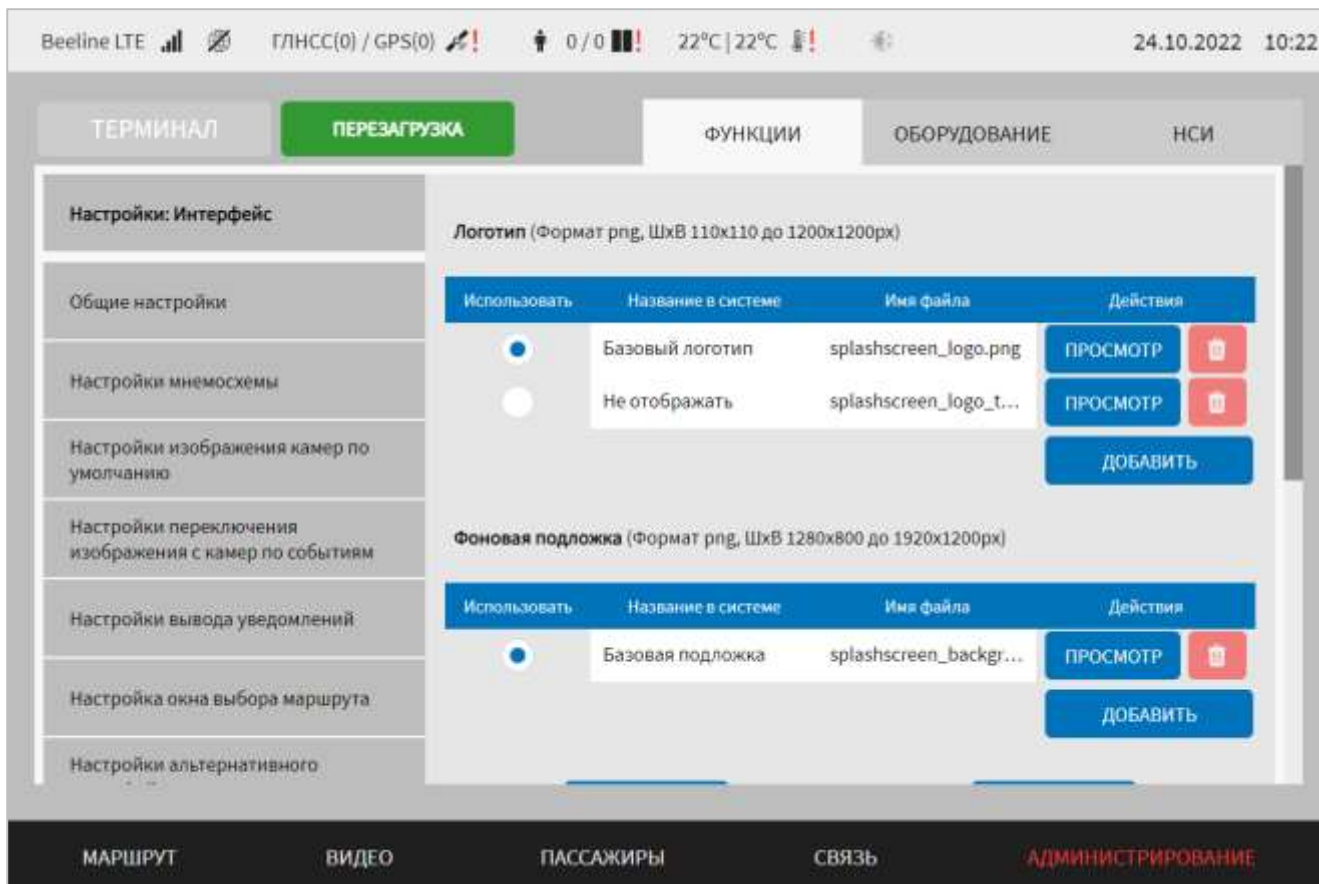 Beeline LTE ГЛНСС(0) / GPS(0) ! 0 / 0 ! 22°C | 22°C ! 24.10.2022 10:22
ТЕРМИНАЛ ПЕРЕЗАГРУЗКА ФУНКЦИИ ОБОРУДОВАНИЕ НСИ
Настройки: Интерфейс
Общие настройки
Настройки мнемосхемы
Настройки изображения камер по
умолчанию
Настройки переключения
изображения с камер по событиям
Настройки вывода уведомлений
Настройка окна выбора маршрута
Настройки альтернативного
Логотип (Формат png, ШхВ 110x110 до 1200x1200px)
Использовать Название в системе Имя файла Действия
Базовый логотип splashscreen_logo.png ПРОСМОТР
Не отображать splashscreen_logo_t... ПРОСМОТР
ДОБАВИТЬ
Фоновая подложка (Формат png, ШхВ 1280x800 до 1920x1200px)
Использовать Название в системе Имя файла Действия
Базовая подложка splashscreen_backgr... ПРОСМОТР
ДОБАВИТЬ
МАРШРУТ ВИДЕО ПАССАЖИРЫ СВЯЗЬ АДМИНИСТРИРОВАНИЕ